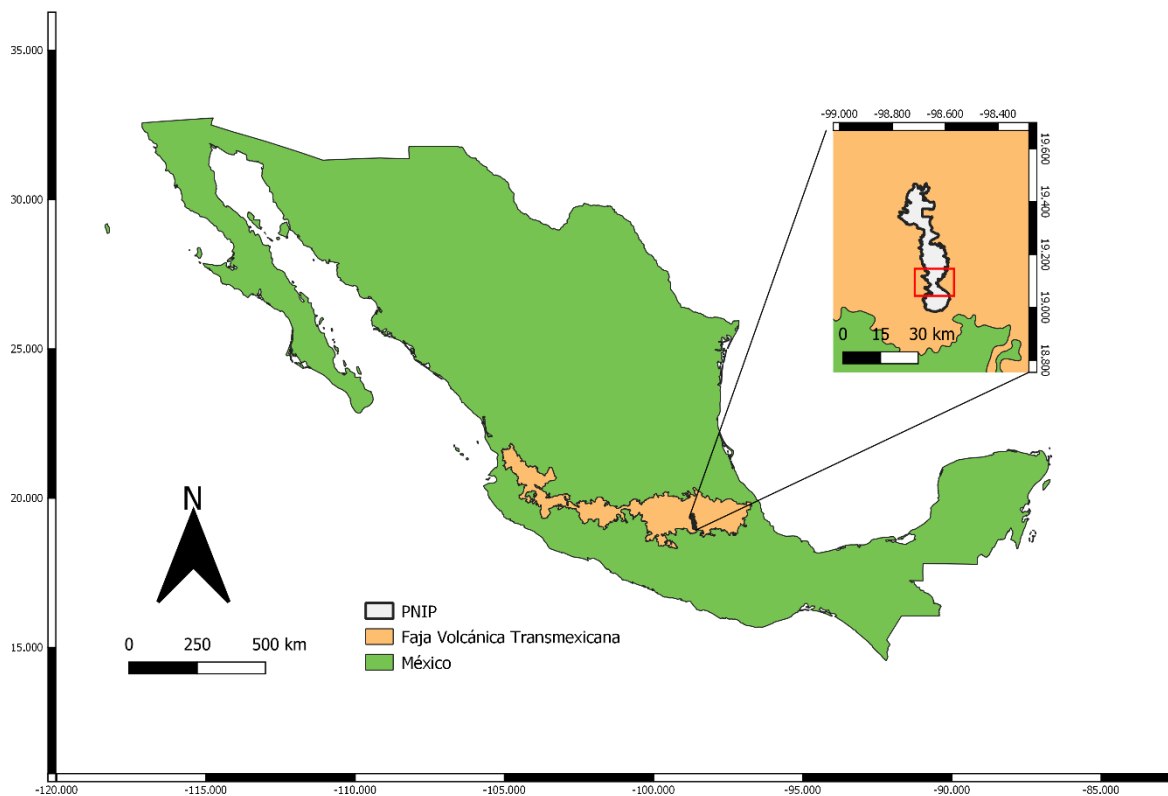 35.000
30.000
25.000
20.000
15.000
-99.000 -98.800 -98.600 -98.400
19.600
19.400
19.200
19.000
18.800
0 15 30 km
N
0 250 500 km
PNIP
Faja Volcánica Transmexicana
México
-120.000 -115.000 -110.000 -105.000 -100.000 -95.000 -90.000 -85.000